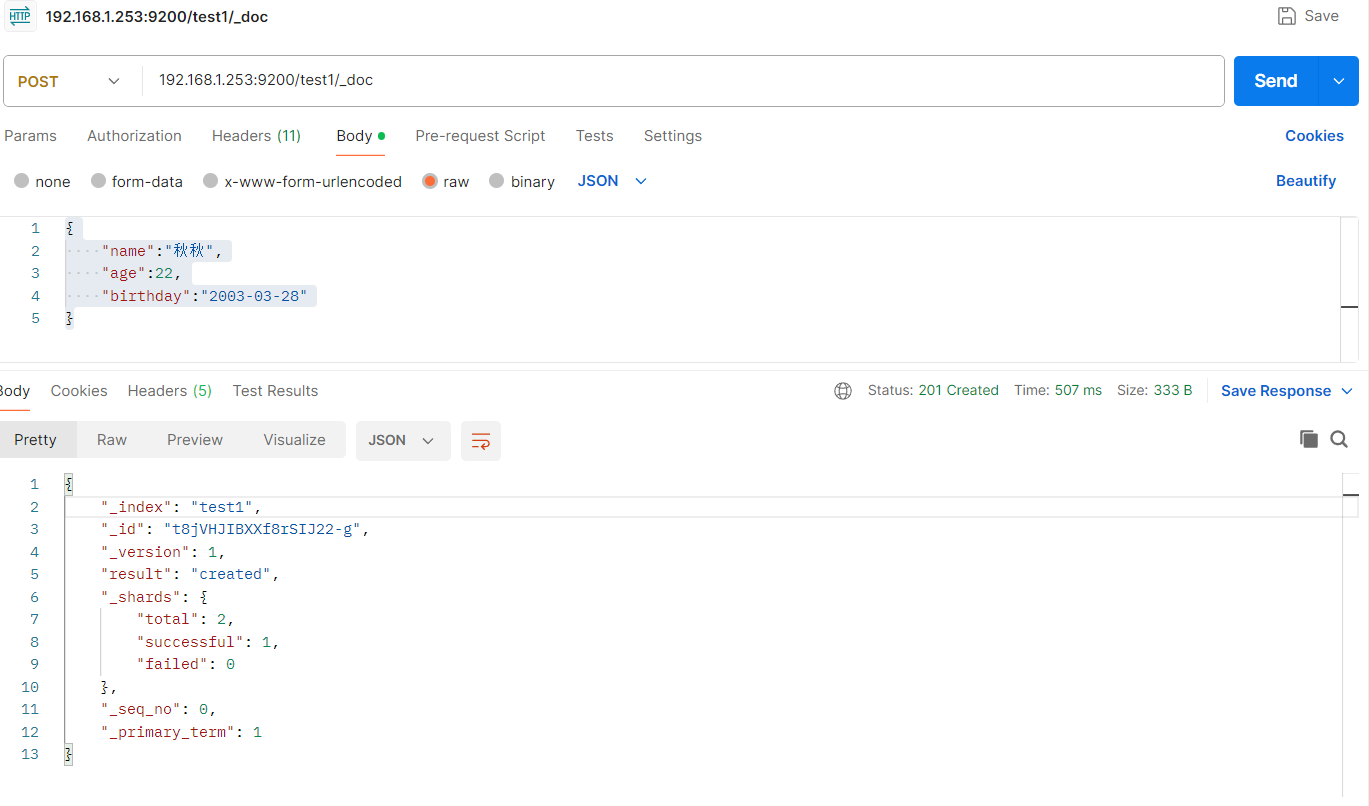 HTTP 192.168.1.253:9200/test1/_doc Save
POST 192.168.1.253:9200/test1/_doc Send
Params Authorization Headers (11) Body Pre-request Script Tests Settings Cookies
none form-data x-www-form-urlencoded raw binary JSON Beautify
1 {
2 ····"name":"秋秋",
3 ····"age":22,
4 ····"birthday":"2003-03-28"
5 }
Body Cookies Headers (5) Test Results Status: 201 Created Time: 507 ms Size: 333 B Save Response
Pretty Raw Preview Visualize JSON
1 {
2 "_index": "test1",
3 "_id": "t8jVHJIBXXf8rSIJ22-g",
4 "_version": 1,
5 "result": "created",
6 "_shards": {
7 "total": 2,
8 "successful": 1,
9 "failed": 0
10 },
11 "_seq_no": 0,
12 "_primary_term": 1
13 }